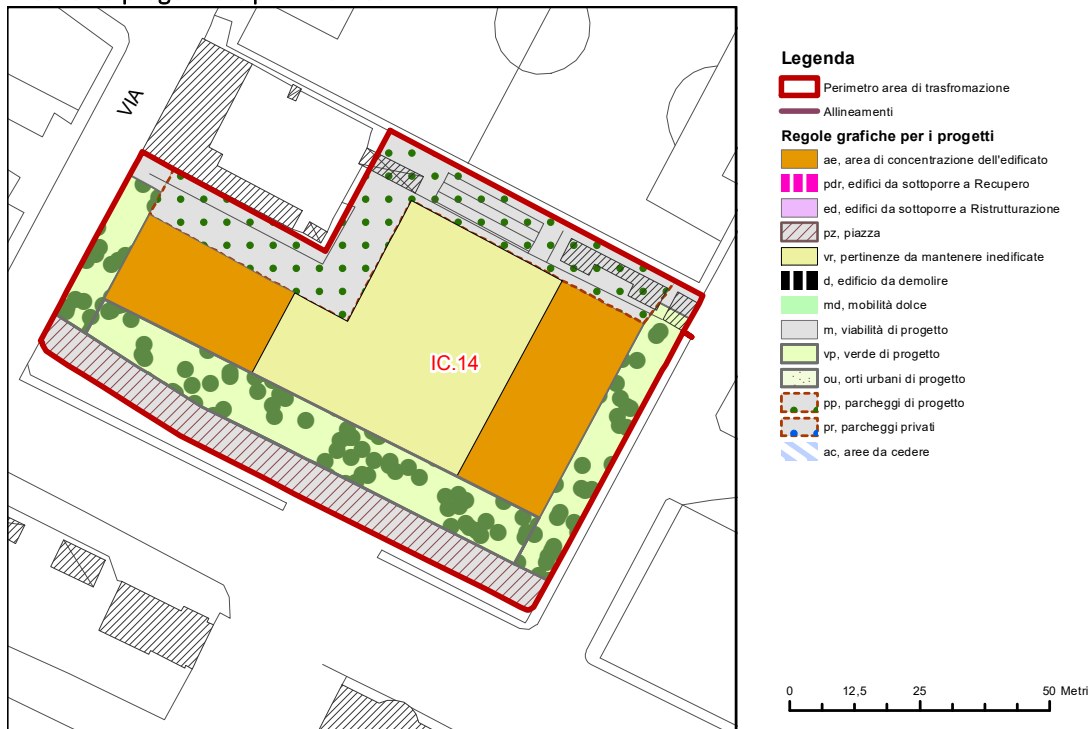 VIA
IC.14
Legenda
Perimetro area di trasfromazione
Allineamenti
Regole grafiche per i progetti
ae, area di concentrazione dell'edificato
pdr, edifici da sottoporre a Recupero
ed, edifici da sottoporre a Ristrutturazione
pz, piazza
vr, pertinenze da mantenere inedificate
d, edificio da demolire
md, mobilità dolce
m, viabilità di progetto
vp, verde di progetto
ou, orti urbani di progetto
pp, parcheggi di progetto
pr, parcheggi privati
ac, aree da cedere
0 12,5 25 50 Metri